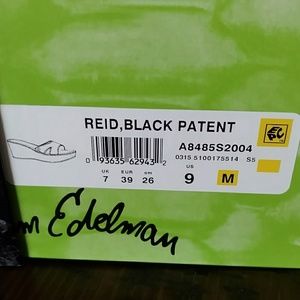 REID,BLACK PATENT
A8485S2004
0 93635 62943 2
0315 5100175514 S5
UK EUR cm US
7 39 26 9 M
m Edelman